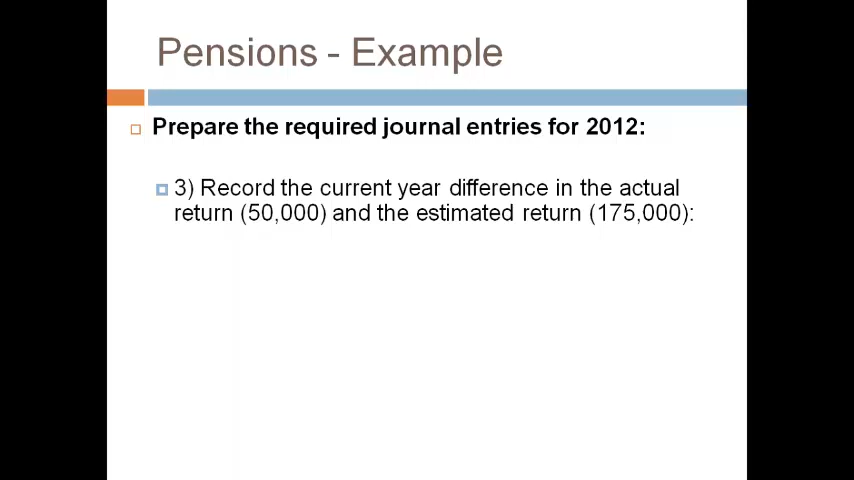 Pensions - Example
Prepare the required journal entries for 2012:
3) Record the current year difference in the actual
return (50,000) and the estimated return (175,000):